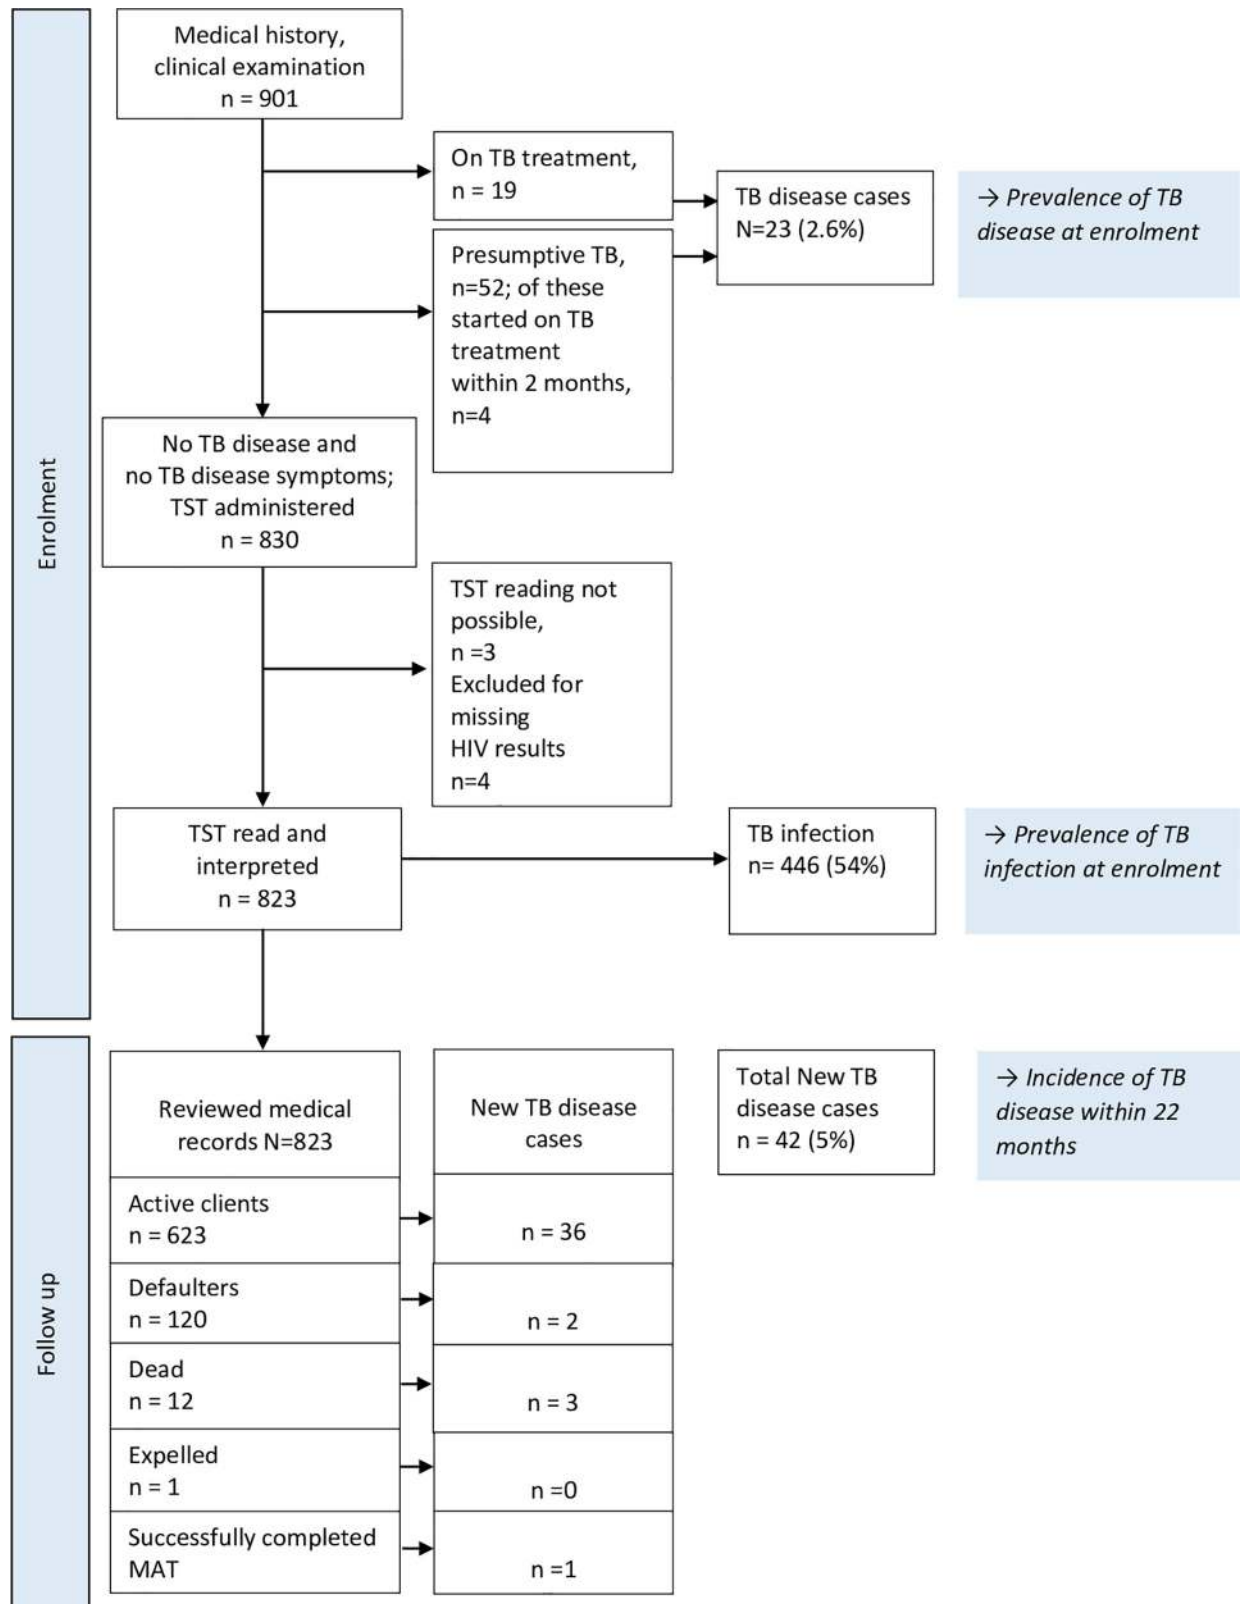 Enrolment
Medical history,
clinical examination
n = 901
On TB treatment,
n = 19
Presumptive TB,
n=52; of these
started on TB
treatment
within 2 months,
n=4
TB disease cases
N=23 (2.6%)
→ Prevalence of TB
disease at enrolment
No TB disease and
no TB disease symptoms;
TST administered
n = 830
TST reading not
possible,
n =3
Excluded for
missing
HIV results
n=4
TST read and
interpreted
n = 823
TB infection
n= 446 (54%)
→ Prevalence of TB
infection at enrolment
Follow up
Reviewed medical
records N=823
New TB disease
cases
Total New TB
disease cases
n = 42 (5%)
→ Incidence of TB
disease within 22
months
Active clients
n = 623
n = 36
Defaulters
n = 120
n = 2
Dead
n = 12
n = 3
Expelled
n = 1
n =0
Successfully completed
MAT
n =1